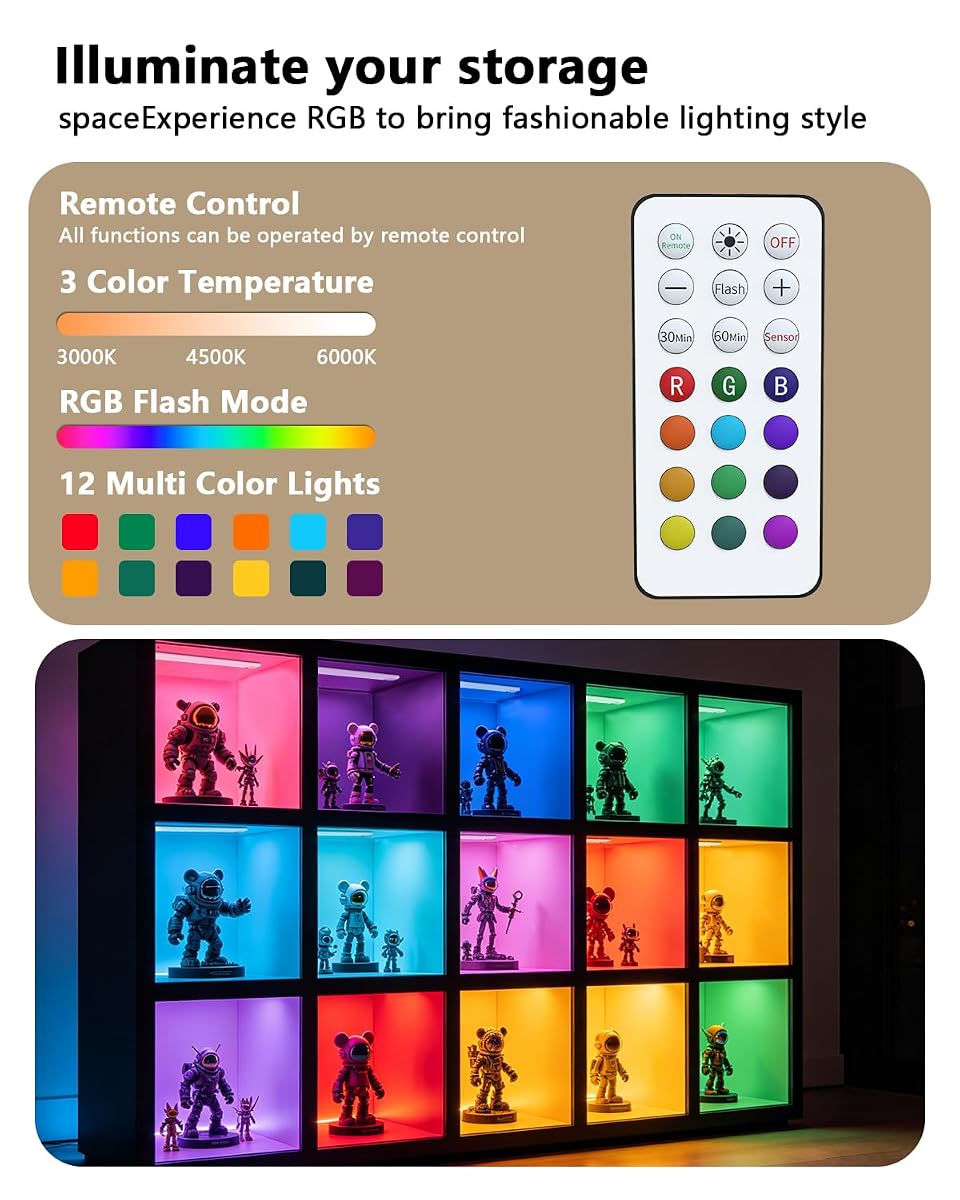 Illuminate your storage
spaceExperience RGB to bring fashionable lighting style
Remote Control
All functions can be operated by remote control
3 Color Temperature
3000K 4500K 6000K
RGB Flash Mode
12 Multi Color Lights
ON
Remote
OFF
— Flash +
30Min 60Min Sensor
R G B